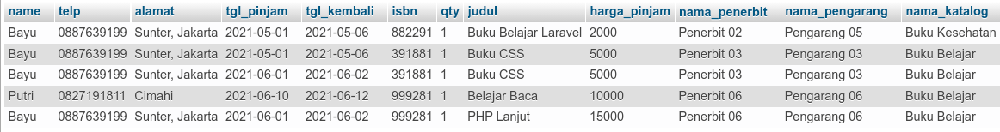 name telp alamat tgl_pinjam tgl_kembali isbn qty judul harga_pinjam nama_penerbit nama_pengarang nama_katalog
Bayu 0887639199 Sunter, Jakarta 2021-05-01 2021-05-06 882291 1 Buku Belajar Laravel 2000 Penerbit 02 Pengarang 05 Buku Kesehatan
Bayu 0887639199 Sunter, Jakarta 2021-05-01 2021-05-06 391881 1 Buku CSS 5000 Penerbit 03 Pengarang 03 Buku Belajar
Bayu 0887639199 Sunter, Jakarta 2021-06-01 2021-06-02 391881 1 Buku CSS 5000 Penerbit 03 Pengarang 03 Buku Belajar
Putri 0827191811 Cimahi 2021-06-10 2021-06-12 999281 1 Belajar Baca 10000 Penerbit 06 Pengarang 06 Buku Belajar
Bayu 0887639199 Sunter, Jakarta 2021-06-01 2021-06-02 999281 1 PHP Lanjut 15000 Penerbit 06 Pengarang 06 Buku Belajar